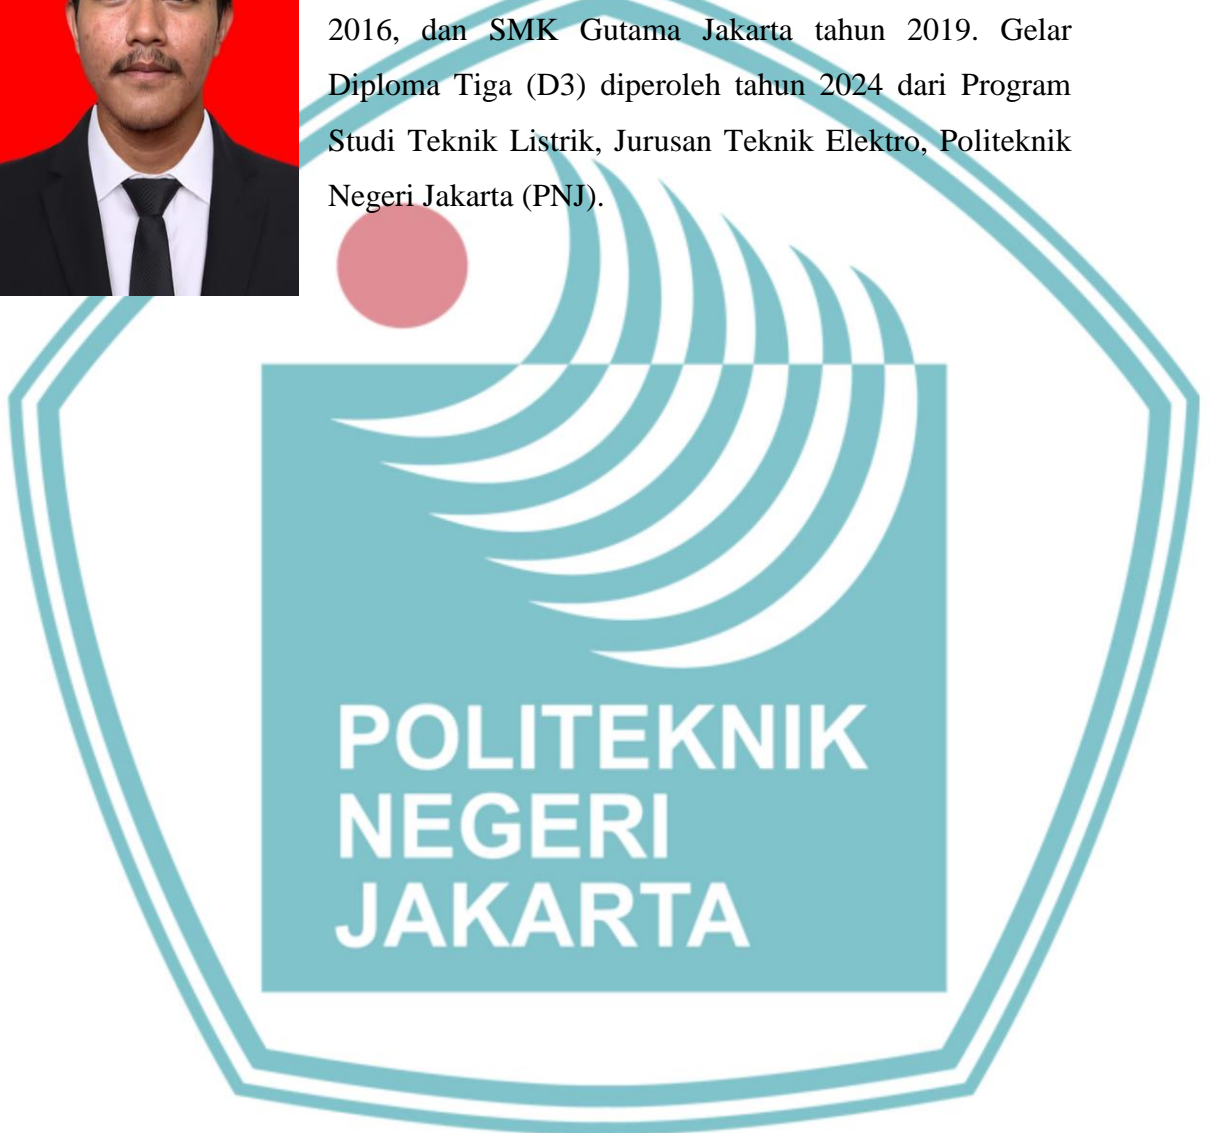 2016, dan SMK Gutama Jakarta tahun 2019. Gelar
Diploma Tiga (D3) diperoleh tahun 2024 dari Program
Studi Teknik Listrik, Jurusan Teknik Elektro, Politeknik
Negeri Jakarta (PNJ).
POLITEKNIK
NEGERI
JAKARTA